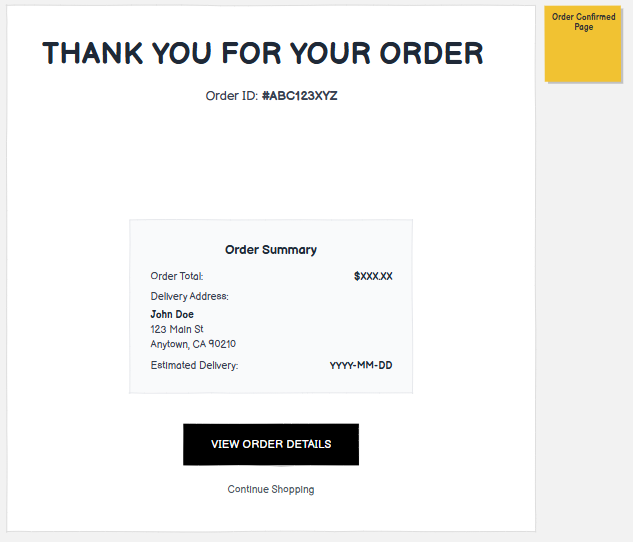 THANK YOU FOR YOUR ORDER
Order ID: #ABC123XYZ
Order Summary
Order Total: $XXX.XX
Delivery Address:
John Doe
123 Main St
Anytown, CA 90210
Estimated Delivery: YYYY-MM-DD
VIEW ORDER DETAILS
Continue Shopping
Order Confirmed
Page